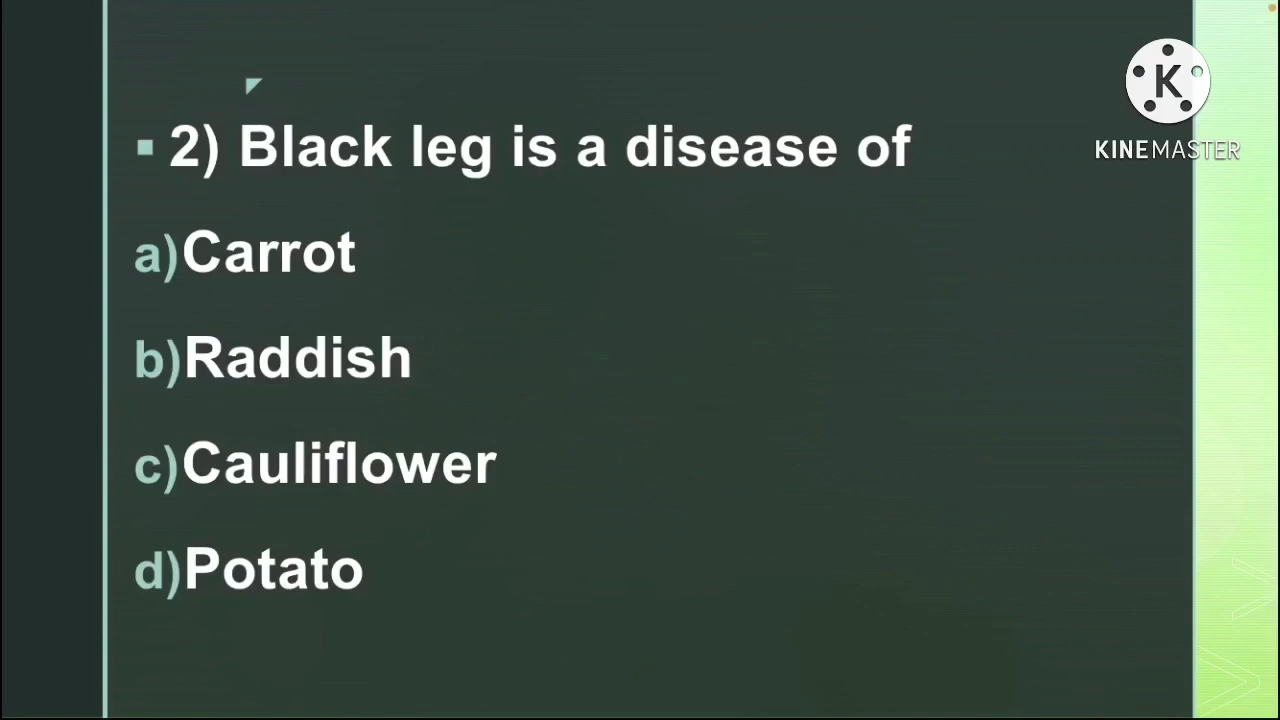 2) Black leg is a disease of
a)Carrot
b)Raddish
c)Cauliflower
d)Potato
K
KINEMASTER